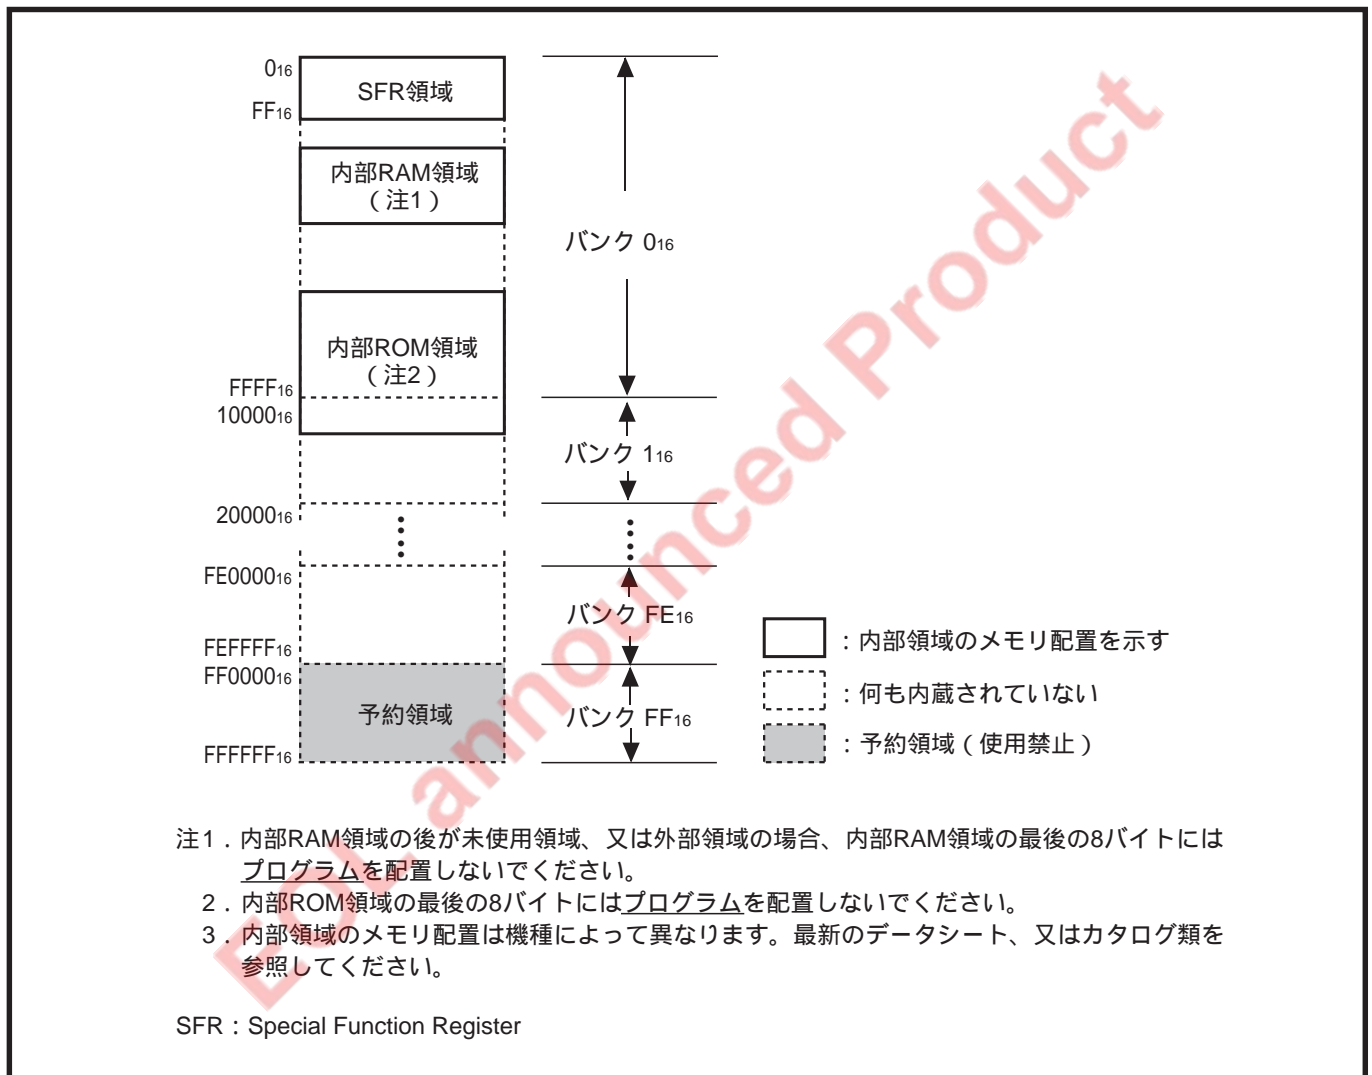 0₁₆
SFR領域
FF₁₆
内部RAM領域
（注1）
バンク 0₁₆
内部ROM領域
（注2）
FFFF₁₆
10000₁₆
バンク 1₁₆
20000₁₆
FE0000₁₆
バンク FE₁₆
FEFFFF₁₆
FF0000₁₆
予約領域
バンク FF₁₆
FFFFFF₁₆
：内部領域のメモリ配置を示す
：何も内蔵されていない
：予約領域（使用禁止）
注1．内部RAM領域の後が未使用領域、又は外部領域の場合、内部RAM領域の最後の8バイトには
プログラムを配置しないでください。
2．内部ROM領域の最後の8バイトにはプログラムを配置しないでください。
3．内部領域のメモリ配置は機種によって異なります。最新のデータシート、又はカタログ類を
参照してください。
SFR：Special Function Register
EOL announced Product